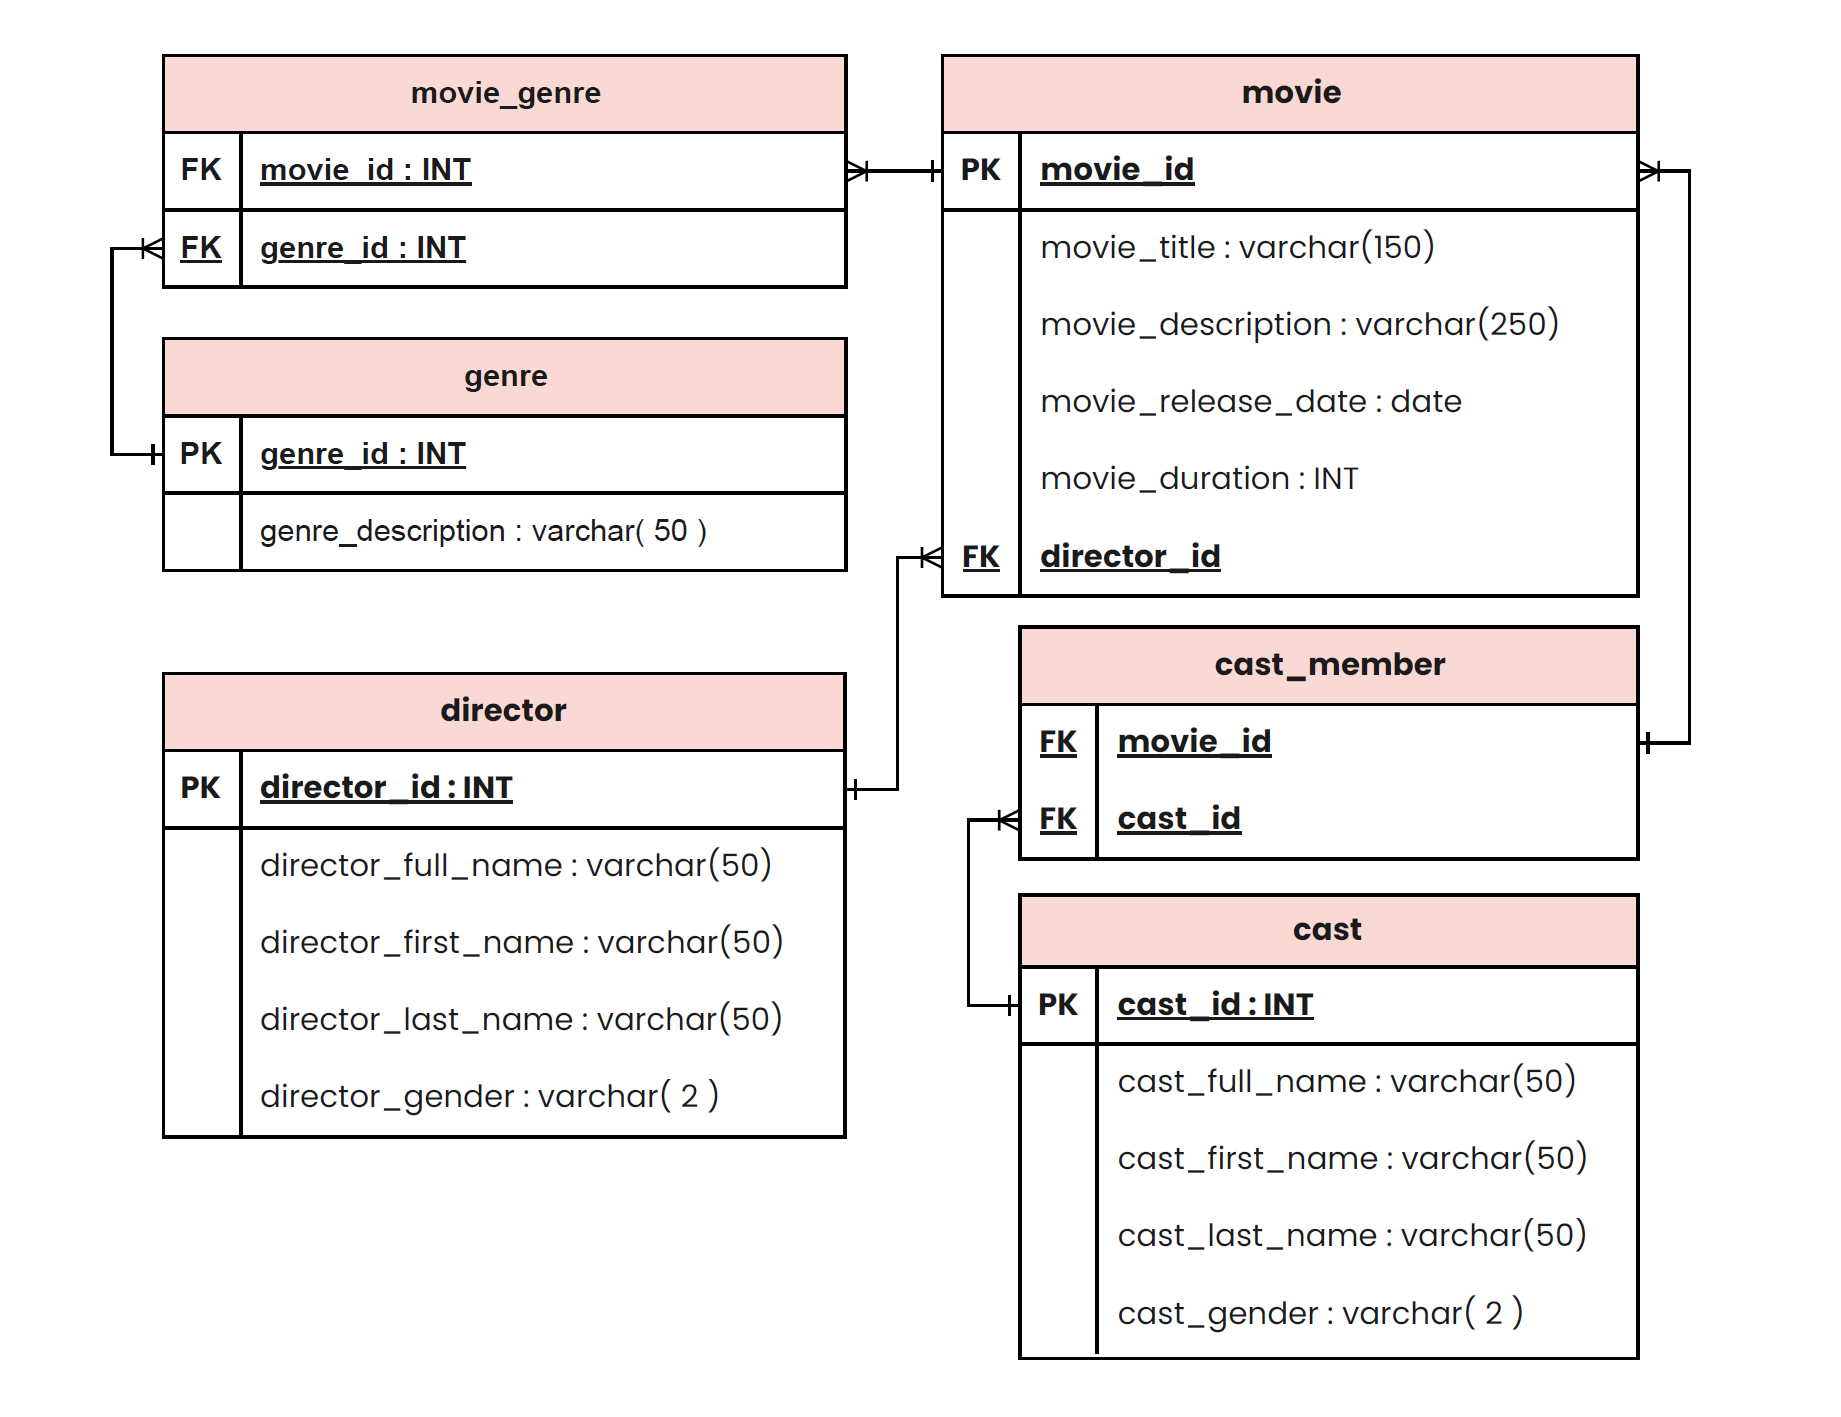 movie_genre
FK movie_id : INT
FK genre_id : INT
genre
PK genre_id : INT
genre_description : varchar( 50 )
director
PK director_id : INT
director_full_name : varchar(50)
director_first_name : varchar(50)
director_last_name : varchar(50)
director_gender : varchar( 2 )
movie
PK movie_id
movie_title : varchar(150)
movie_description : varchar(250)
movie_release_date : date
movie_duration : INT
FK director_id
cast_member
FK movie_id
FK cast_id
cast
PK cast_id : INT
cast_full_name : varchar(50)
cast_first_name : varchar(50)
cast_last_name : varchar(50)
cast_gender : varchar( 2 )